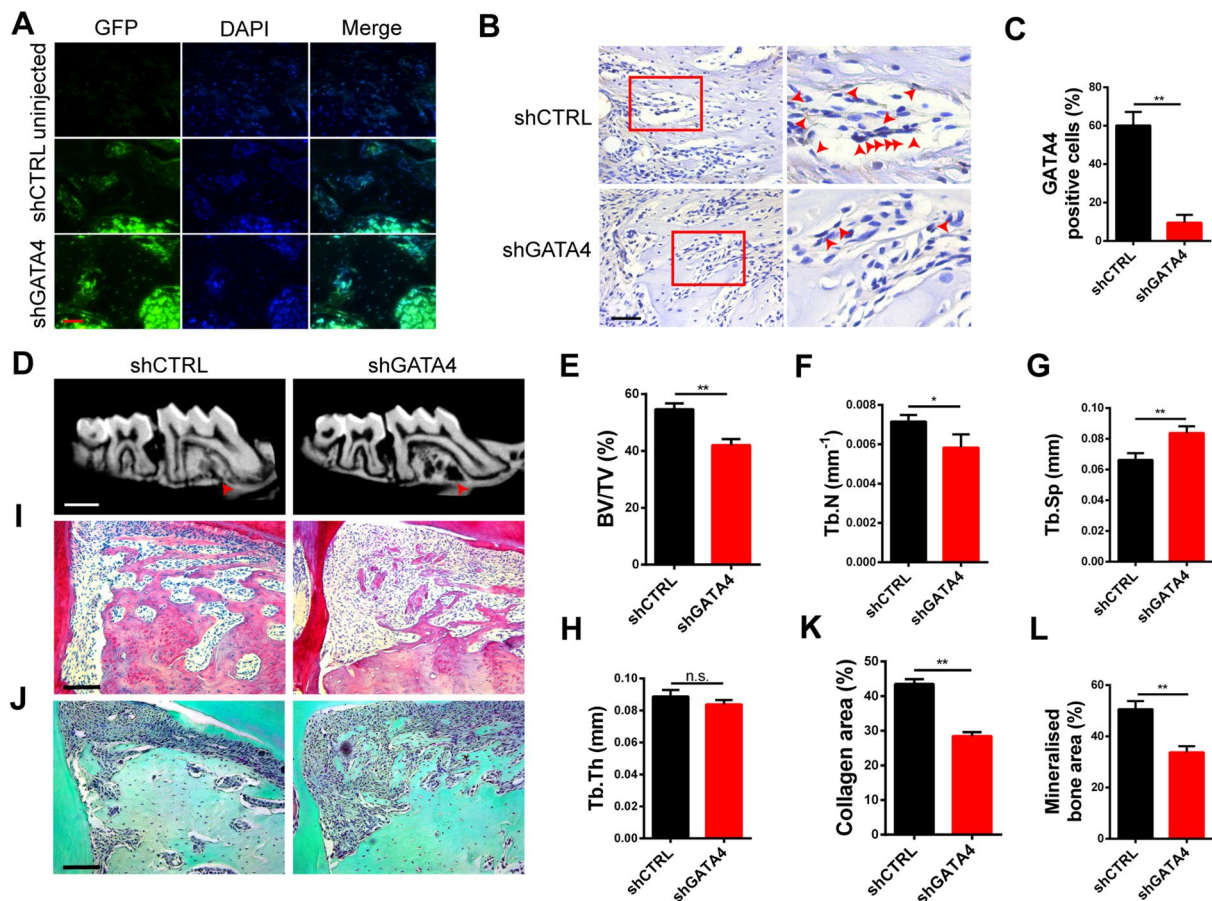 A
GFP
DAPI
Merge
uninjected
shCTRL
shGATA4
B
shCTRL
shGATA4
C
GATA4
positive cells (%)
80
60
40
20
0
**
shCTRL
shGATA4
D
shCTRL
shGATA4
I
J
E
BV/TV (%)
60
40
20
0
**
shCTRL
shGATA4
F
Tb.N (mm⁻¹)
0.008
0.006
0.004
0.002
0.000
*
shCTRL
shGATA4
G
Tb.Sp (mm)
0.10
0.08
0.06
0.04
0.02
0.00
**
shCTRL
shGATA4
H
Tb.Th (mm)
0.10
0.08
0.06
0.04
0.02
0.00
n.s.
shCTRL
shGATA4
K
Collagen area (%)
50
40
30
20
10
0
**
shCTRL
shGATA4
L
Mineralised
bone area (%)
60
40
20
0
**
shCTRL
shGATA4